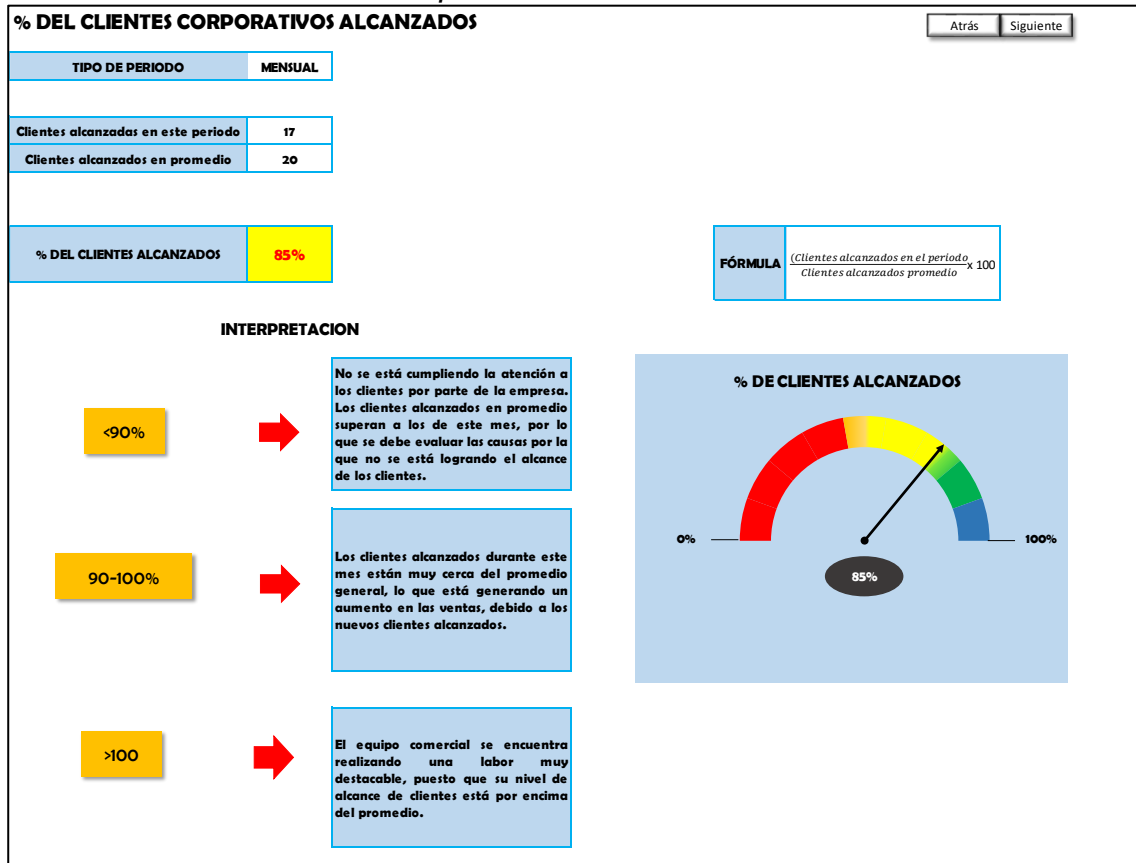 % DEL CLIENTES CORPORATIVOS ALCANZADOS
Atrás Siguiente
TIPO DE PERIODO MENSUAL
Clientes alcanzadas en este periodo 17
Clientes alcanzados en promedio 20
% DEL CLIENTES ALCANZADOS 85%
FÓRMULA
(Clientes alcanzados en el periodo
Clientes alcanzados promedio
x 100
INTERPRETACION
<90%
No se está cumpliendo la atención a
los clientes por parte de la empresa.
Los clientes alcanzados en promedio
superan a los de este mes, por lo
que se debe evaluar las causas por la
que no se está logrando el alcance
de los clientes.
90-100%
Los clientes alcanzados durante este
mes están muy cerca del promedio
general, lo que está generando un
aumento en las ventas, debido a los
nuevos clientes alcanzados.
>100
El equipo comercial se encuentra
realizando una labor muy
destacable, puesto que su nivel de
alcance de clientes está por encima
del promedio.
% DE CLIENTES ALCANZADOS
0% 100%
85%